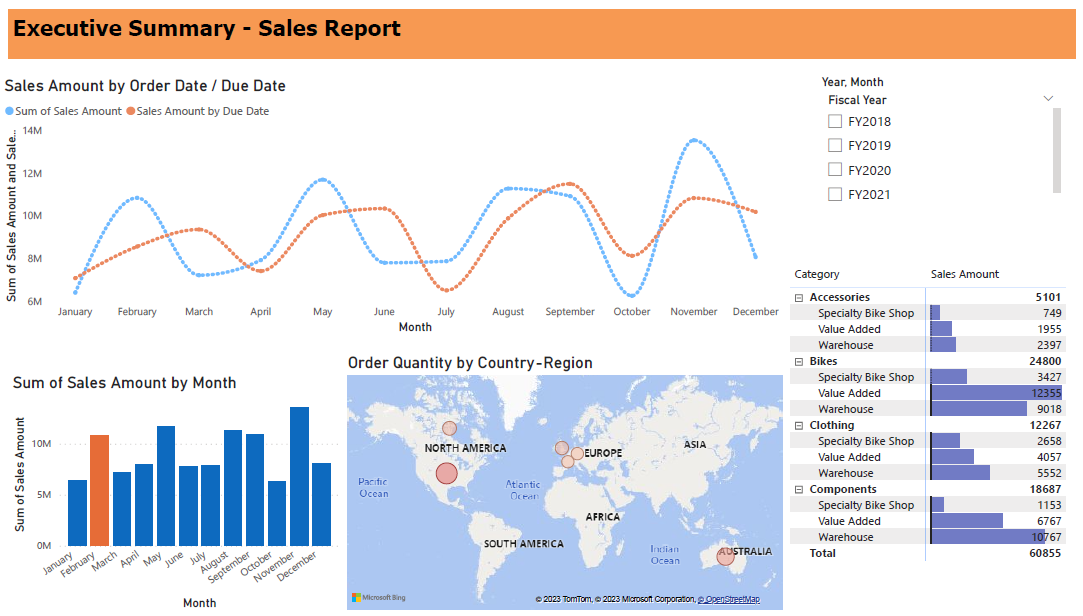 Executive Summary - Sales Report
Sales Amount by Order Date / Due Date
Sum of Sales Amount Sales Amount by Due Date
Sum of Sales Amount and Sale...
14M
12M
10M
8M
6M
January February March April May June July August September October November December
Month
Year, Month
Fiscal Year
FY2018
FY2019
FY2020
FY2021
Sum of Sales Amount by Month
Sum of Sales Amount
10M
5M
0M
January February March April May June July August September October November December
Month
Order Quantity by Country-Region
NORTH AMERICA
EUROPE
ASIA
Pacific
Ocean
Atlantic
Ocean
AFRICA
SOUTH AMERICA
Indian
Ocean
AUSTRALIA
Microsoft Bing
© 2023 TomTom, © 2023 Microsoft Corporation, © OpenStreetMap
Category Sales Amount
Accessories 5101
Specialty Bike Shop 749
Value Added 1955
Warehouse 2397
Bikes 24800
Specialty Bike Shop 3427
Value Added 12355
Warehouse 9018
Clothing 12267
Specialty Bike Shop 2658
Value Added 4057
Warehouse 5552
Components 18687
Specialty Bike Shop 1153
Value Added 6767
Warehouse 10767
Total 60855